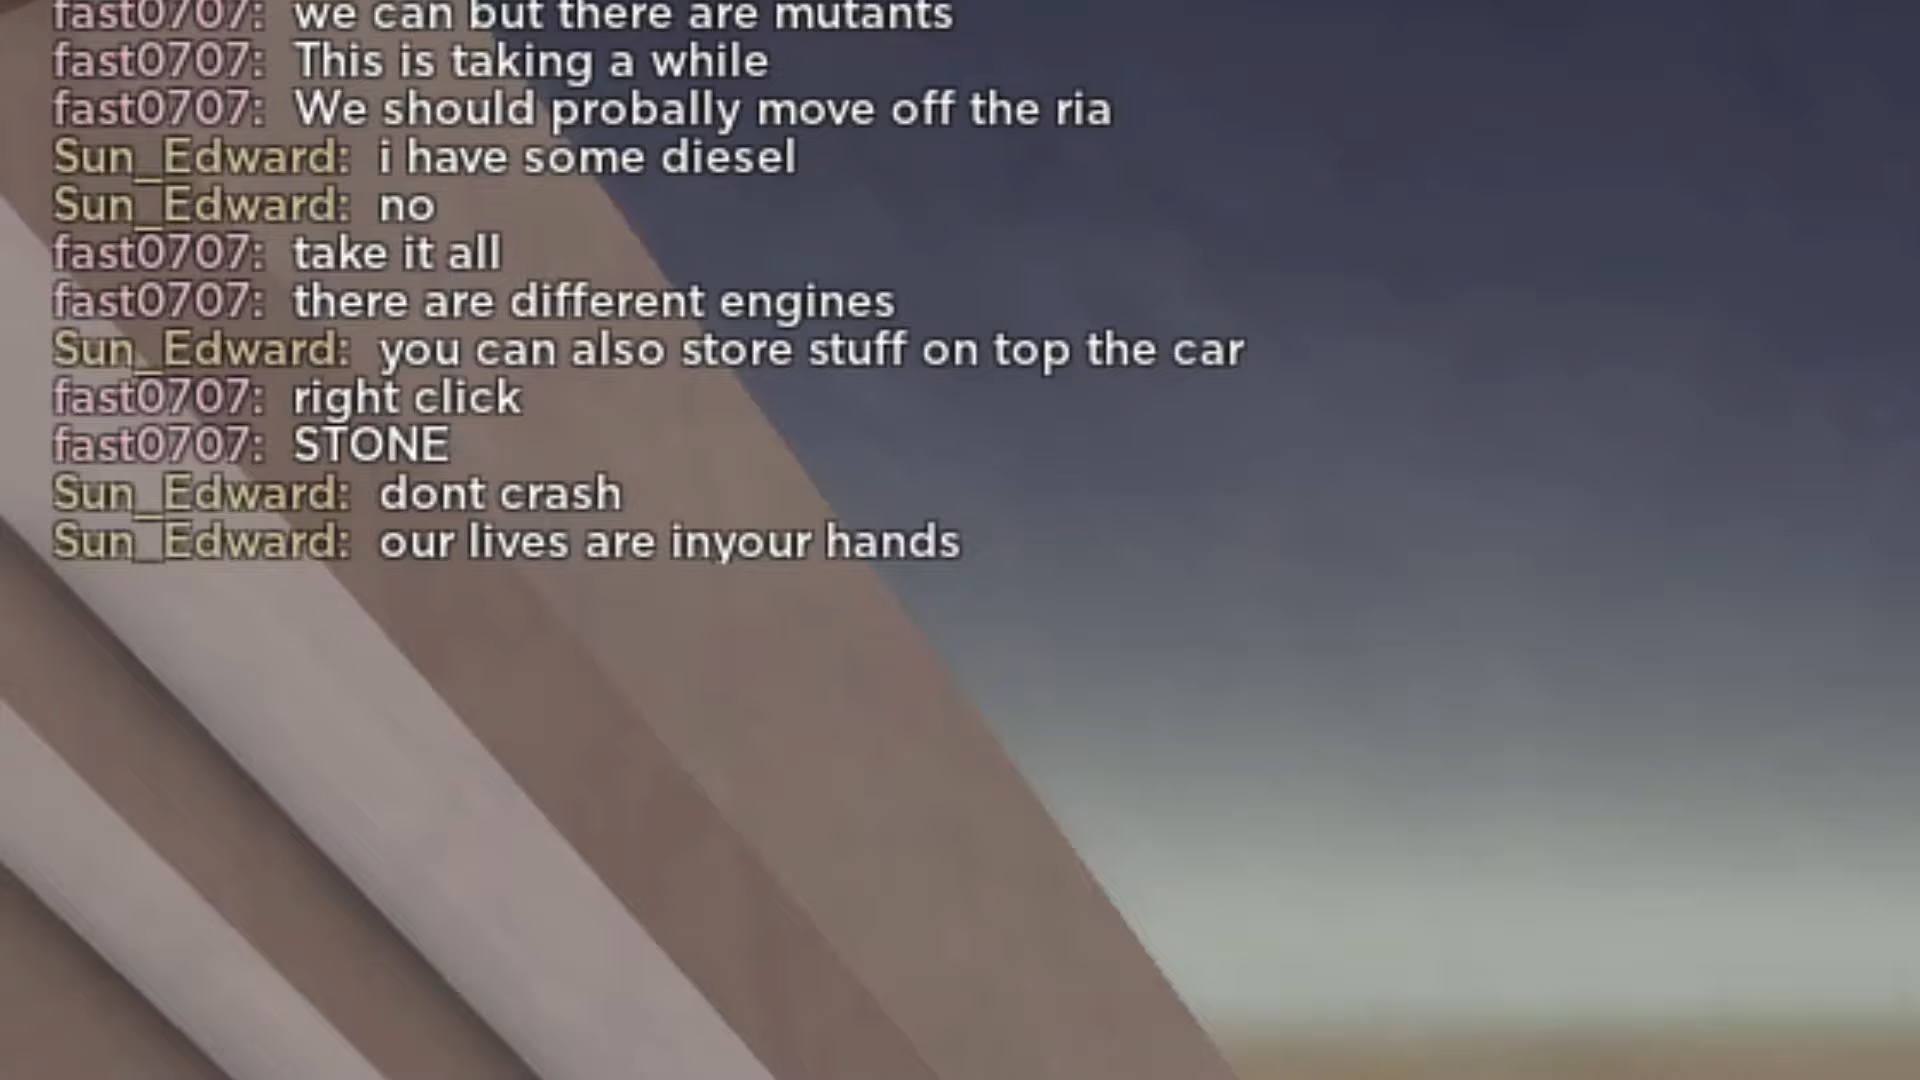 fast0707: we can but there are mutants
fast0707: This is taking a while
fast0707: We should probally move off the ria
Sun_Edward: i have some diesel
Sun_Edward: no
fast0707: take it all
fast0707: there are different engines
Sun_Edward: you can also store stuff on top the car
fast0707: right click
fast0707: STONE
Sun_Edward: dont crash
Sun_Edward: our lives are inyour hands